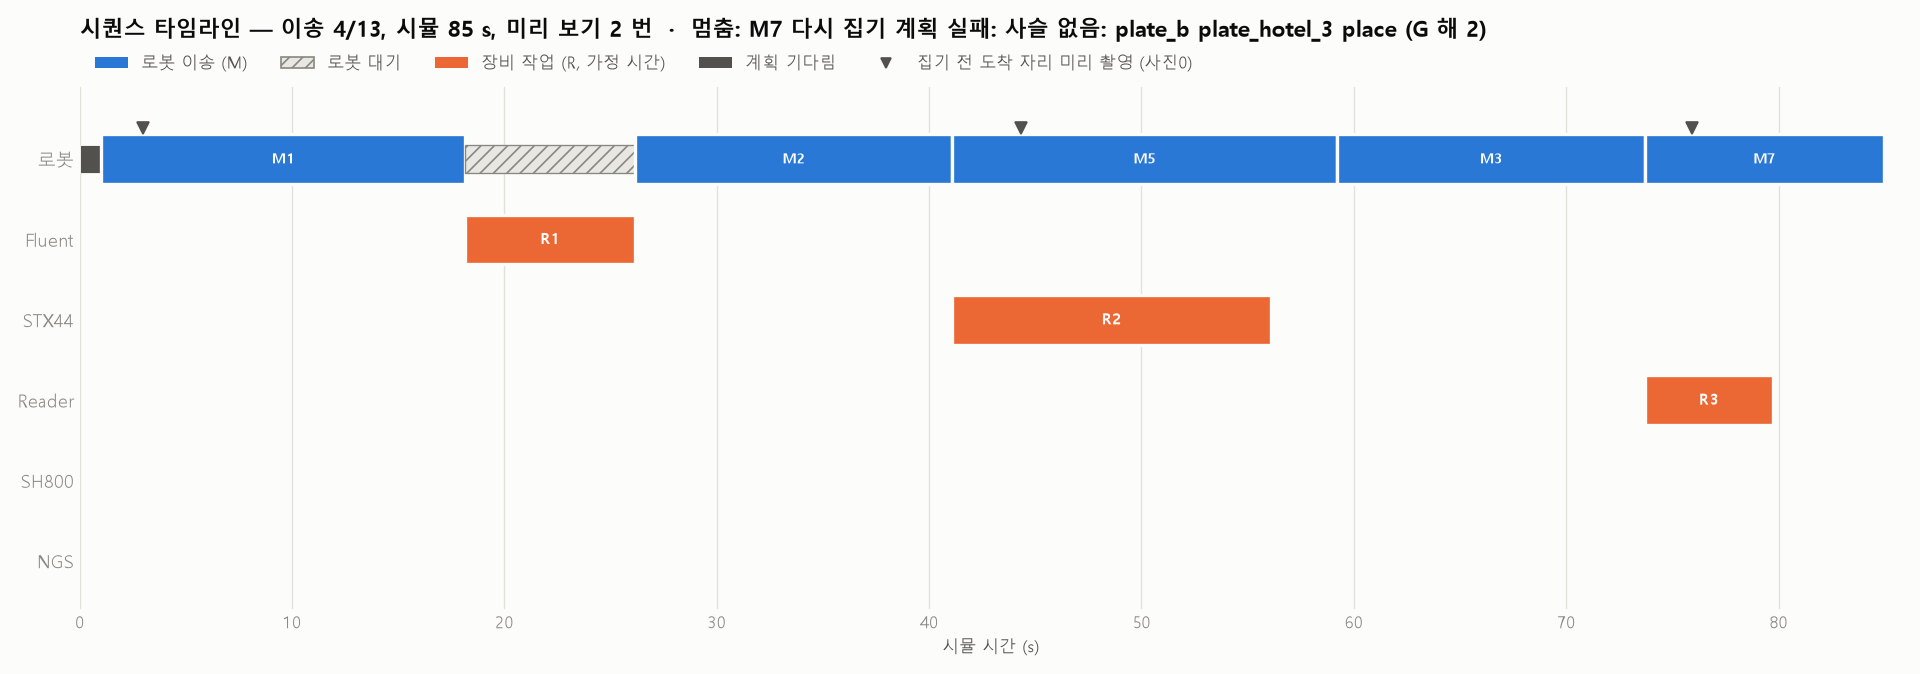 시퀀스 타임라인 — 이송 4/13, 시뮬 85 s, 미리 보기 2 번 · 멈춤: M7 다시 집기 계획 실패: 사슬 없음: plate_b plate_hotel_3 place (G 해 2)
로봇 이송 (M) 로봇 대기 장비 작업 (R, 가정 시간) 계획 기다림 집기 전 도착 자리 미리 촬영 (사진0)
로봇 M1 M2 M5 M3 M7
Fluent R1
STX44 R2
Reader R3
SH800
NGS
0 10 20 30 40 50 60 70 80
시뮬 시간 (s)